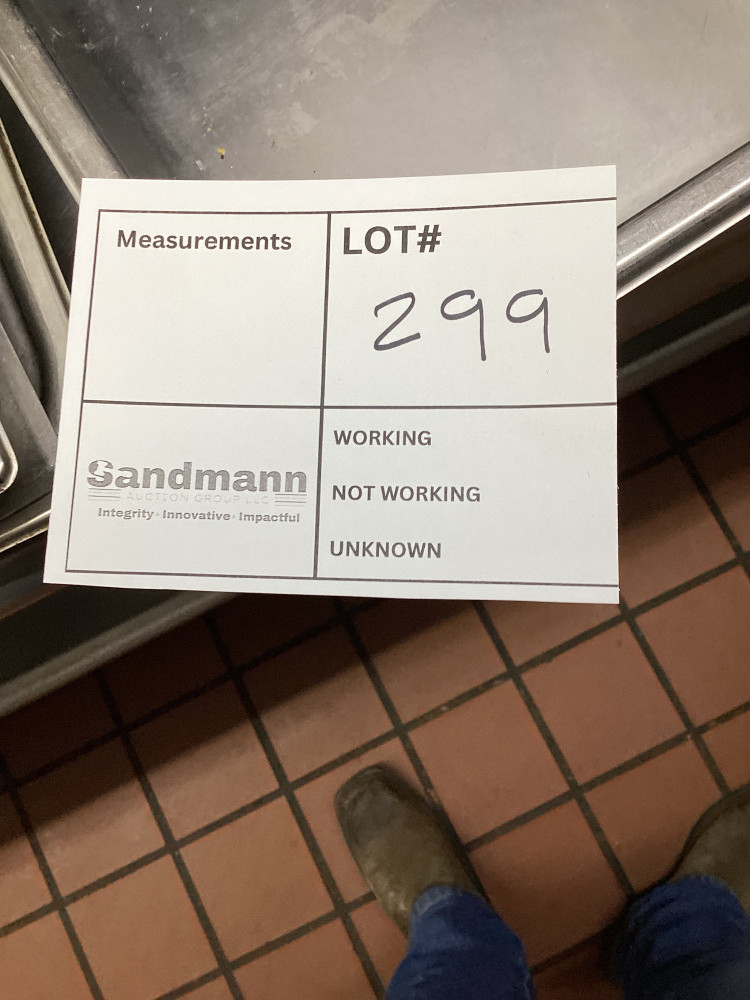 Measurements
LOT#
299
Sandmann
AUCTION GROUP LLC
Integrity · Innovative · Impactful
WORKING
NOT WORKING
UNKNOWN